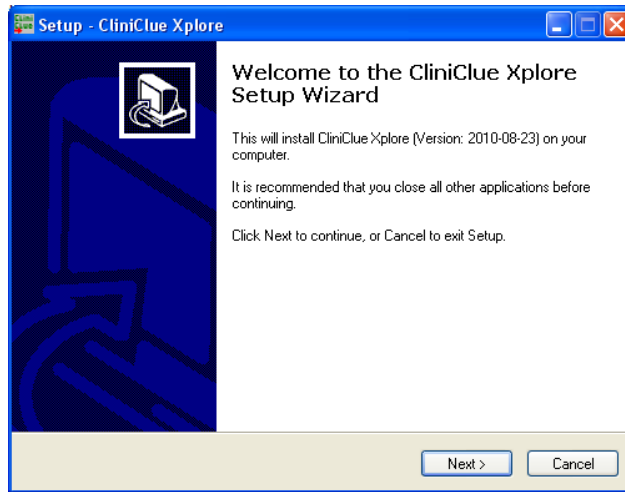 Setup - CliniClue Xplore
Welcome to the CliniClue Xplore
Setup Wizard
This will install CliniClue Xplore (Version: 2010-08-23) on your
computer.
It is recommended that you close all other applications before
continuing.
Click Next to continue, or Cancel to exit Setup.
Next >
Cancel